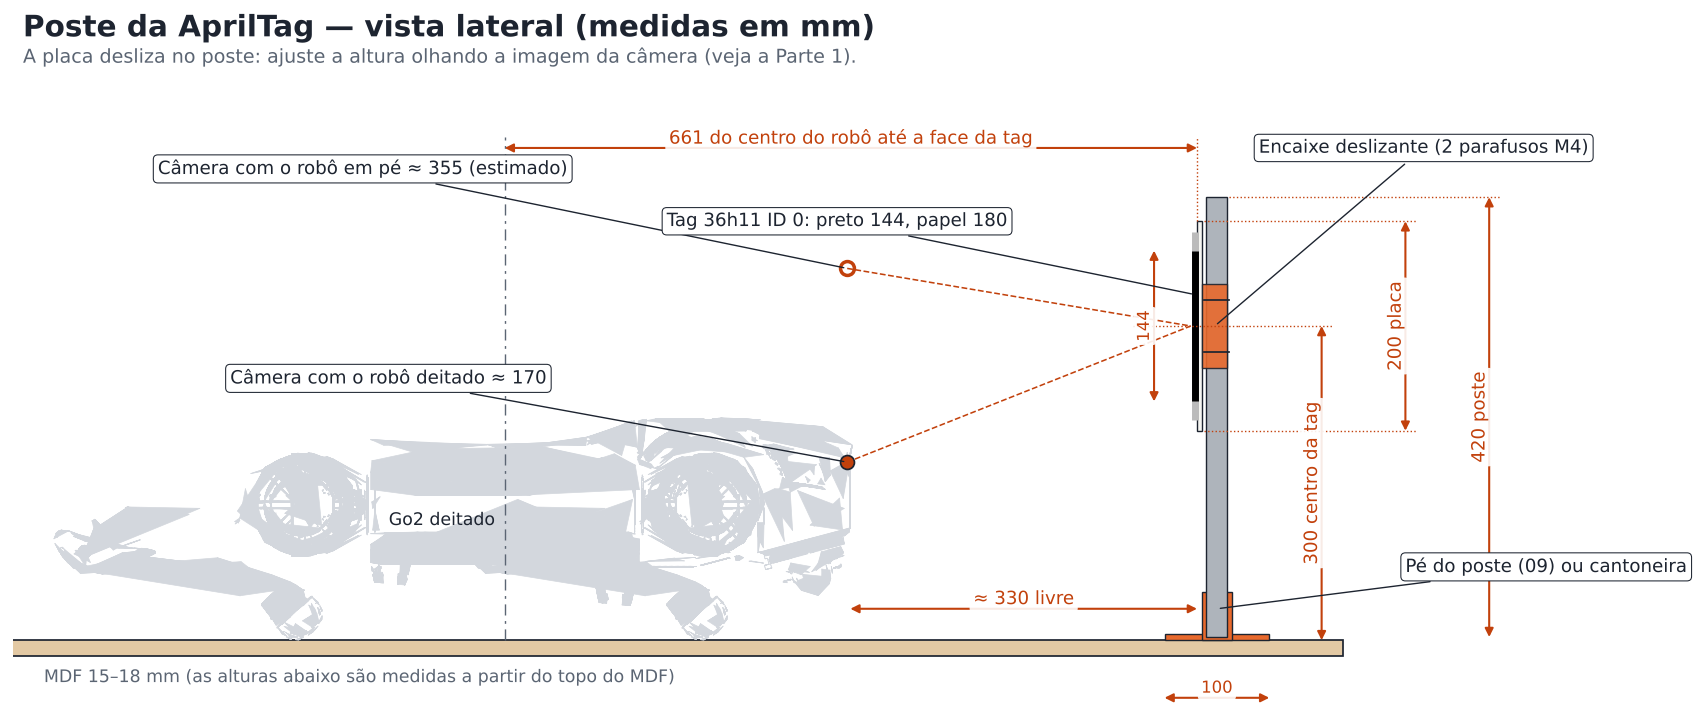 Poste da AprilTag — vista lateral (medidas em mm)
A placa desliza no poste: ajuste a altura olhando a imagem da câmera (veja a Parte 1).
661 do centro do robô até a face da tag
Encaixe deslizante (2 parafusos M4)
Câmera com o robô em pé ≈ 355 (estimado)
Tag 36h11 ID 0: preto 144, papel 180
144
200 placa
Câmera com o robô deitado ≈ 170
420 poste
300 centro da tag
Go2 deitado
Pé do poste (09) ou cantoneira
≈ 330 livre
MDF 15–18 mm (as alturas abaixo são medidas a partir do topo do MDF)
100